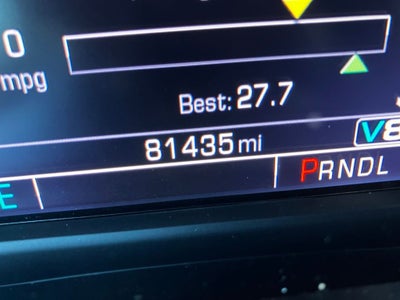 0
mpg
Best: 27.7
81435 mi
V8
E
PRNDL